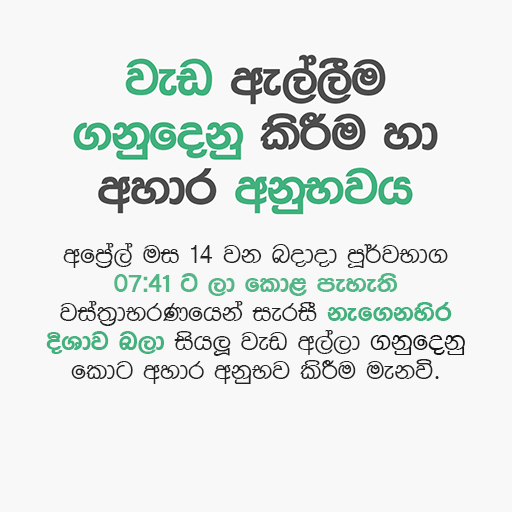 වැඩ ඇල්ලීම
ගනුදෙනු කිරීම හා
අහාර අනුභවය
අප්‍රේල් මස 14 වන බදාදා පූර්වභාග
07:41 ට ලා කොළ පැහැති
වස්ත්‍රාභරණයෙන් සැරසී නැගෙනහිර
දිශාව බලා සියලූ වැඩ අල්ලා ගනුදෙනු
කොට අහාර අනුභව කිරීම මැනවි.